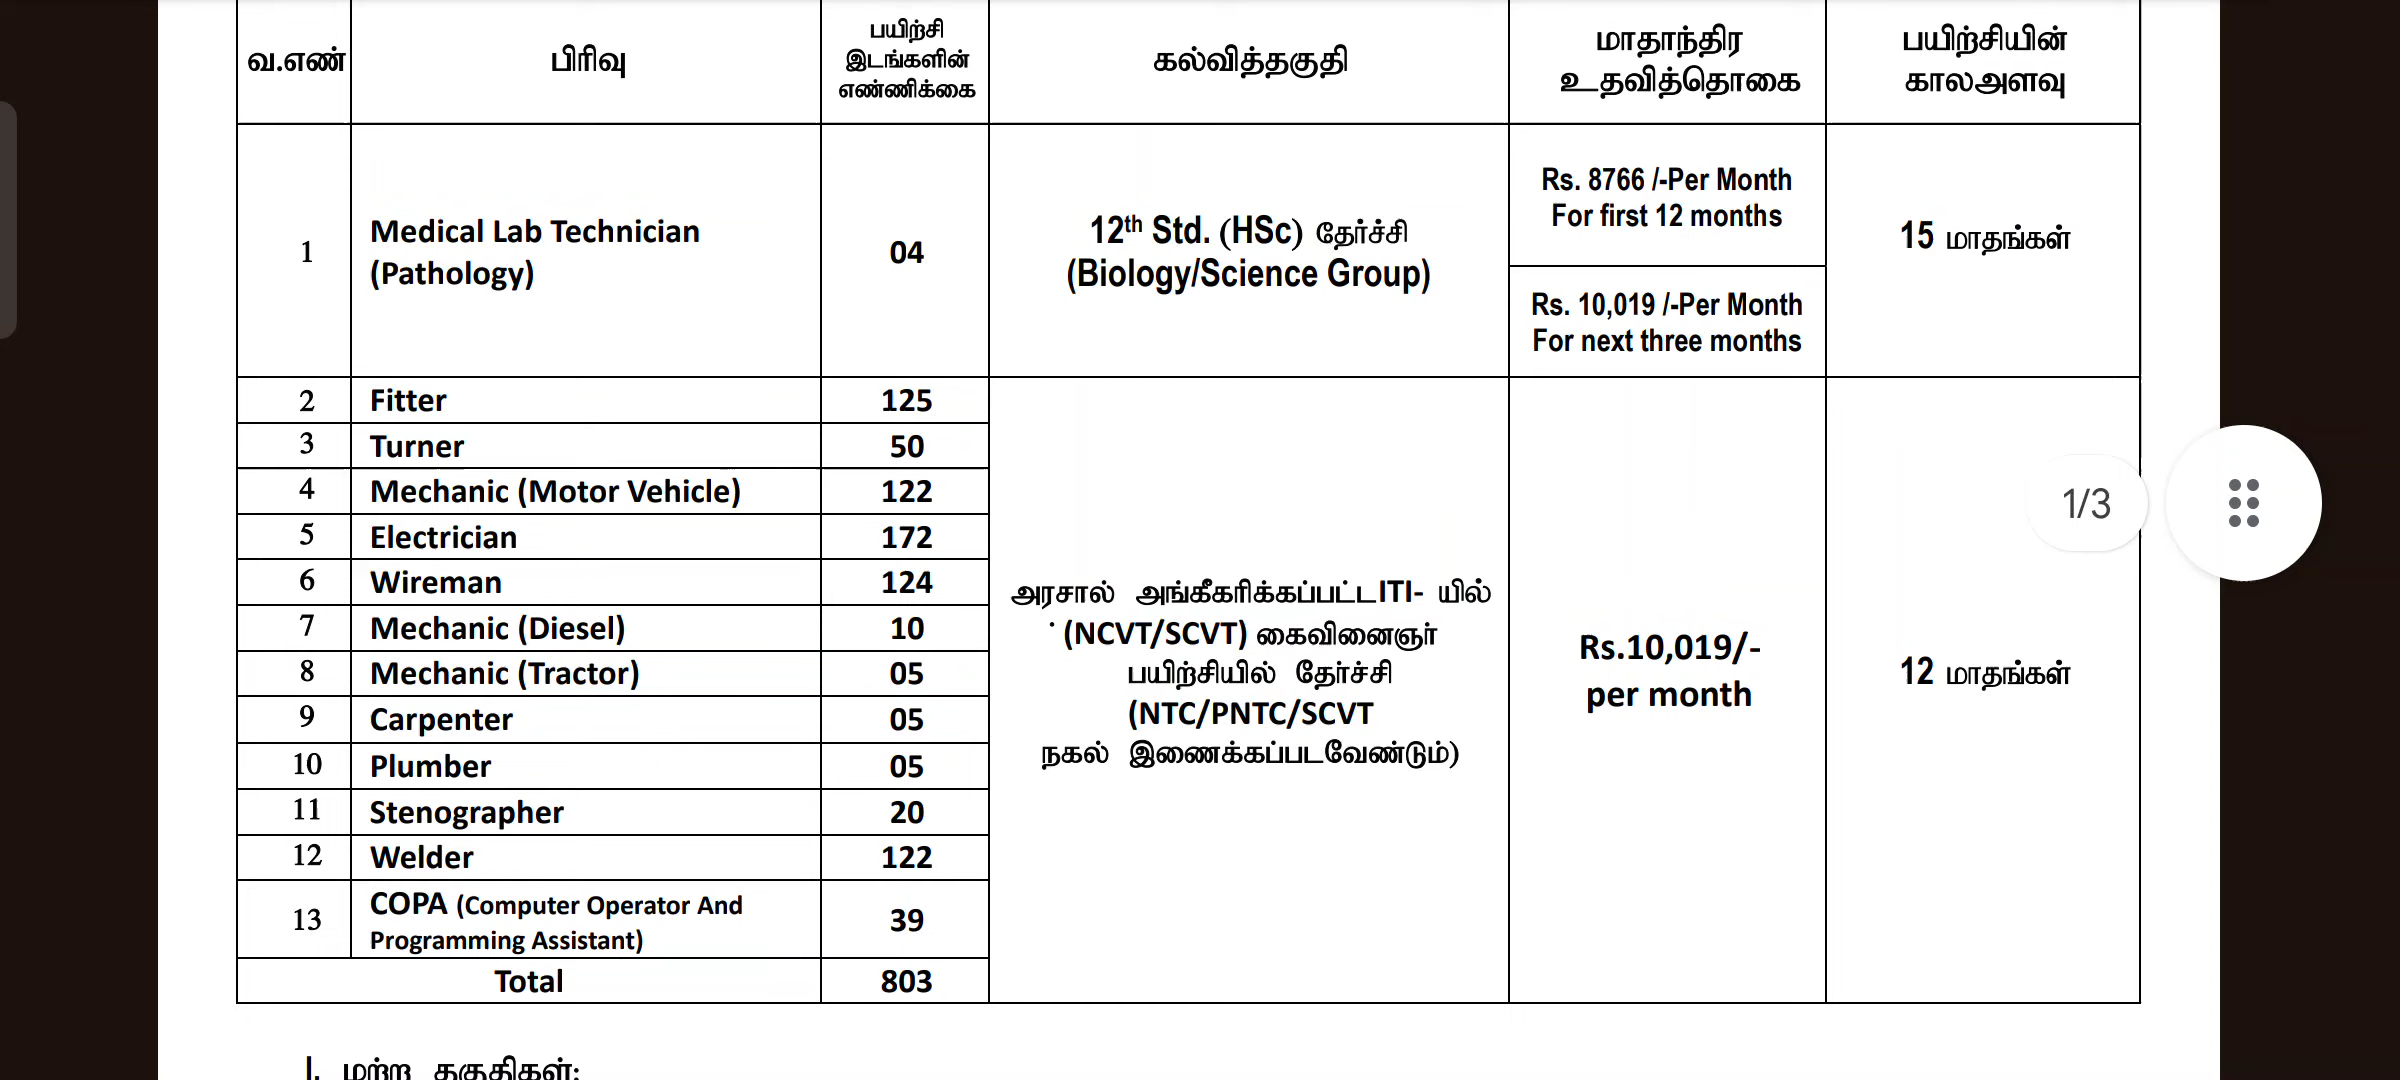 வ.எண்
பிரிவு
பயிற்சி
இடங்களின்
எண்ணிக்கை
கல்வித்தகுதி
மாதாந்திர
உதவித்தொகை
பயிற்சியின்
காலஅளவு
1
Medical Lab Technician
(Pathology)
04
12th Std. (HSc) தேர்ச்சி
(Biology/Science Group)
Rs. 8766 /-Per Month
For first 12 months
Rs. 10,019 /-Per Month
For next three months
15 மாதங்கள்
2 Fitter 125
3 Turner 50
4 Mechanic (Motor Vehicle) 122
5 Electrician 172
6 Wireman 124
7 Mechanic (Diesel) 10
8 Mechanic (Tractor) 05
9 Carpenter 05
10 Plumber 05
11 Stenographer 20
12 Welder 122
13 COPA (Computer Operator And
Programming Assistant) 39
Total 803
அரசால் அங்கீகரிக்கப்பட்டITI- யில்
(NCVT/SCVT) கைவினைஞர்
பயிற்சியில் தேர்ச்சி
(NTC/PNTC/SCVT
நகல் இணைக்கப்படவேண்டும்)
Rs.10,019/-
per month
12 மாதங்கள்
1/3
I. மற்ற தகுதிகள்: